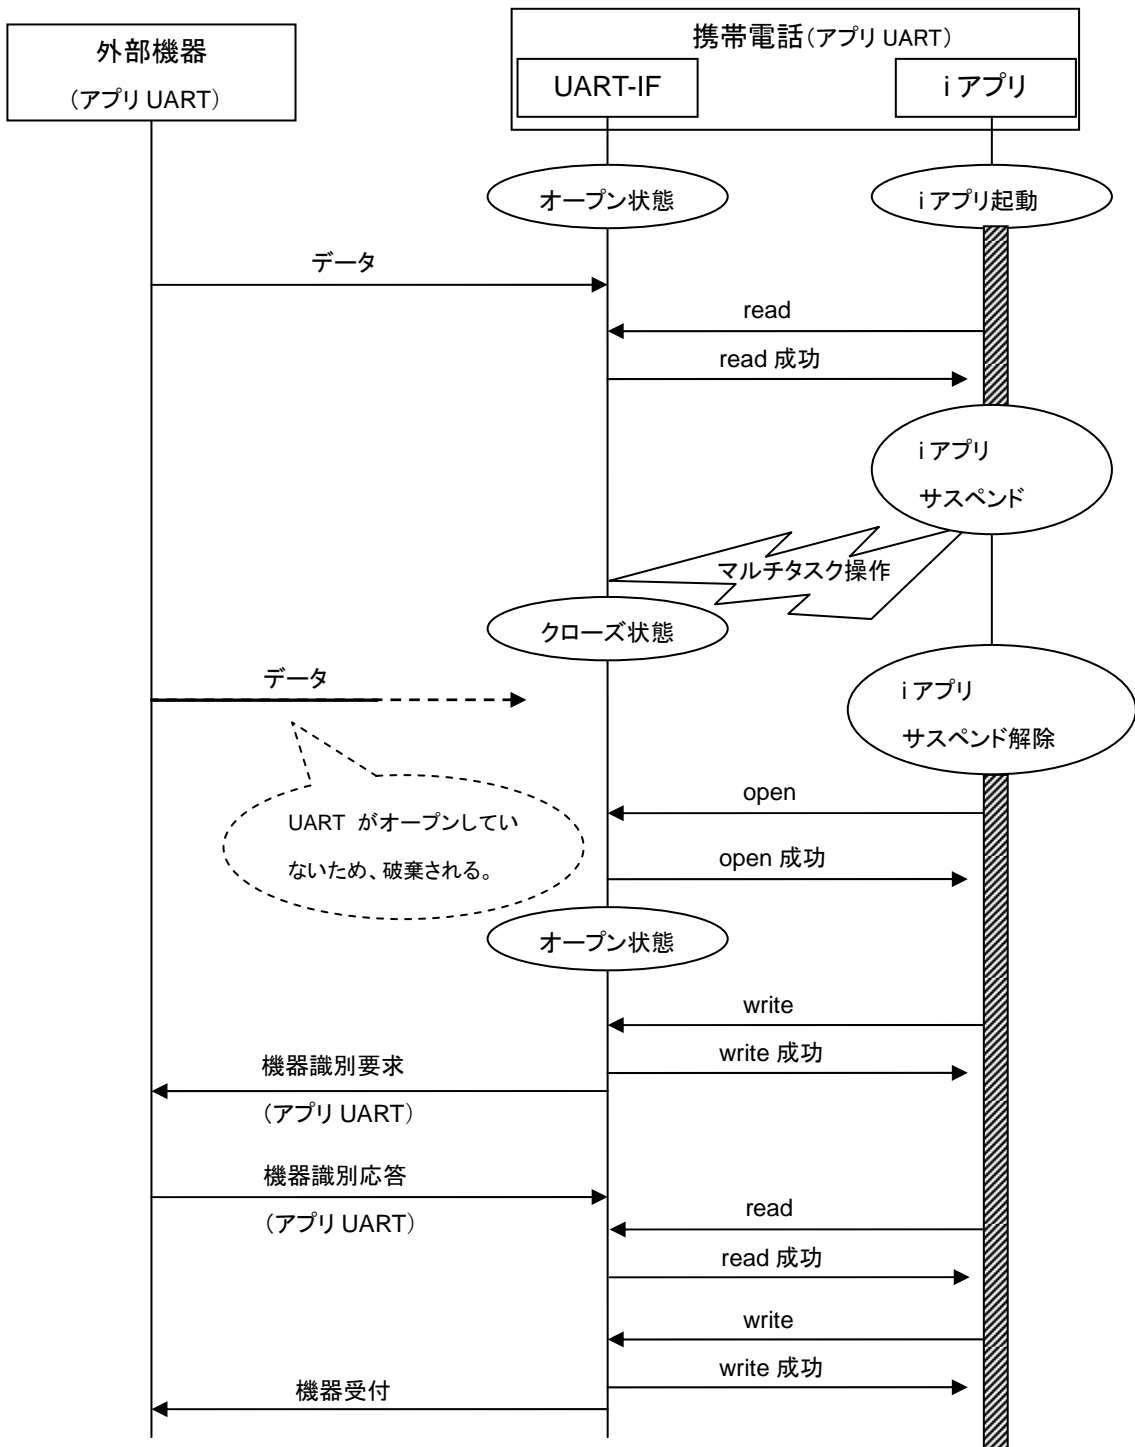 外部機器
（アプリ UART）
携帯電話（アプリ UART）
UART-IF
i アプリ
オープン状態
i アプリ起動
データ
read
read 成功
i アプリ
サスペンド
マルチタスク操作
クローズ状態
データ
i アプリ
サスペンド解除
UART がオープンしてい
ないため、破棄される。
open
open 成功
オープン状態
write
write 成功
機器識別要求
（アプリ UART）
機器識別応答
（アプリ UART）
read
read 成功
write
write 成功
機器受付